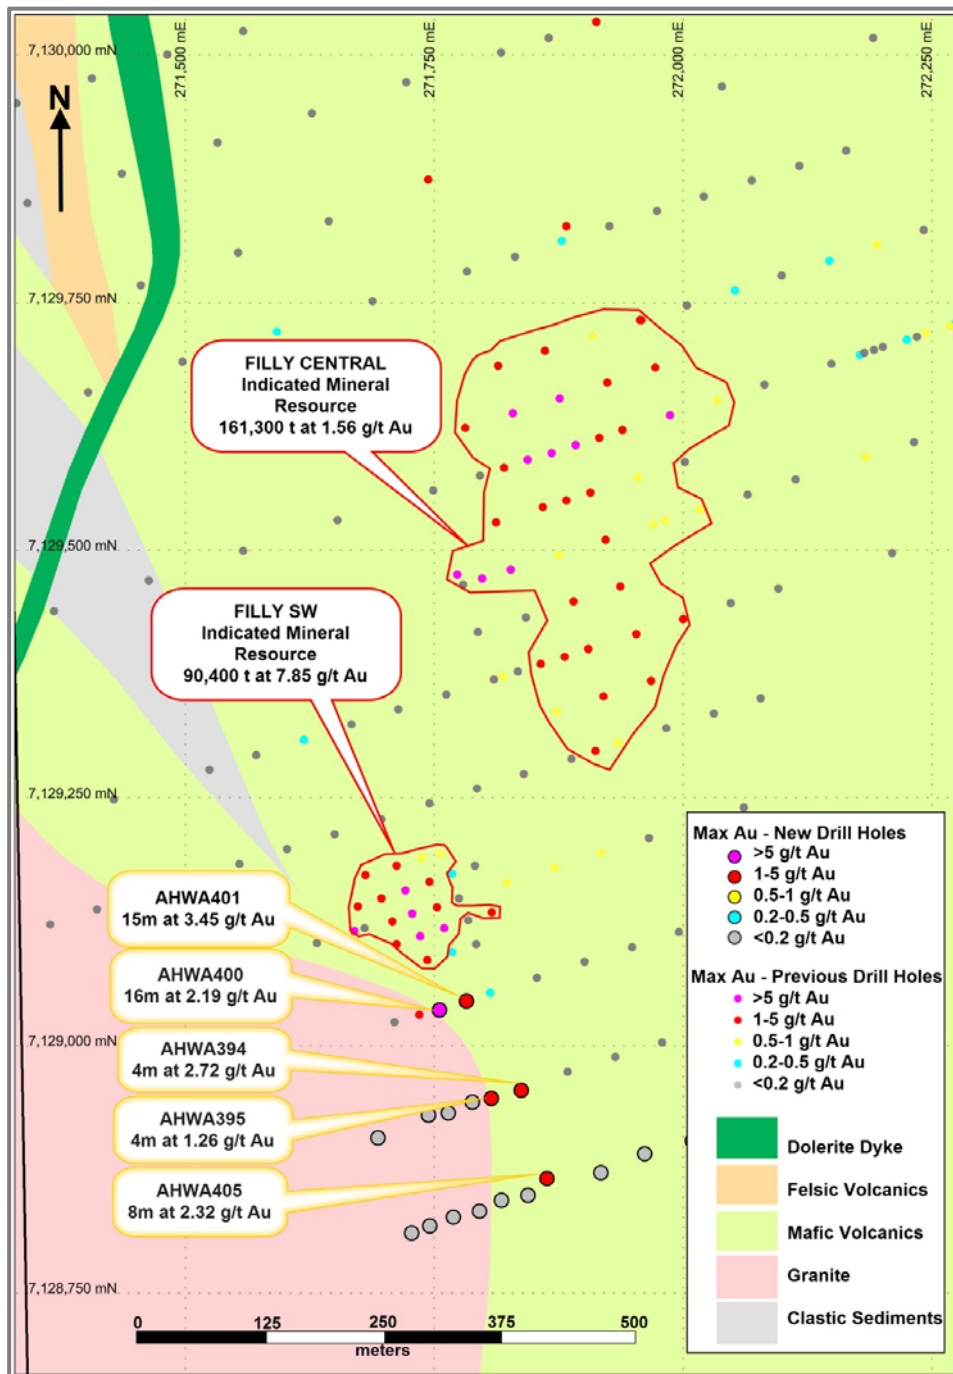 271,500 mE
271,750 mE
272,000 mE
272,250 mE
7,130,000 mN
N
7,129,750 mN
FILLY CENTRAL
Indicated Mineral
Resource
161,300 t at 1.56 g/t Au
7,129,500 mN
FILLY SW
Indicated Mineral
Resource
90,400 t at 7.85 g/t Au
7,129,250 mN
AHWA401
15m at 3.45 g/t Au
AHWA400
16m at 2.19 g/t Au
7,129,000 mN
AHWA394
4m at 2.72 g/t Au
AHWA395
4m at 1.26 g/t Au
AHWA405
8m at 2.32 g/t Au
7,128,750 mN
0 125 250 375 500
meters
Max Au - New Drill Holes
>5 g/t Au
1-5 g/t Au
0.5-1 g/t Au
0.2-0.5 g/t Au
<0.2 g/t Au
Max Au - Previous Drill Holes
>5 g/t Au
1-5 g/t Au
0.5-1 g/t Au
0.2-0.5 g/t Au
<0.2 g/t Au
Dolerite Dyke
Felsic Volcanics
Mafic Volcanics
Granite
Clastic Sediments